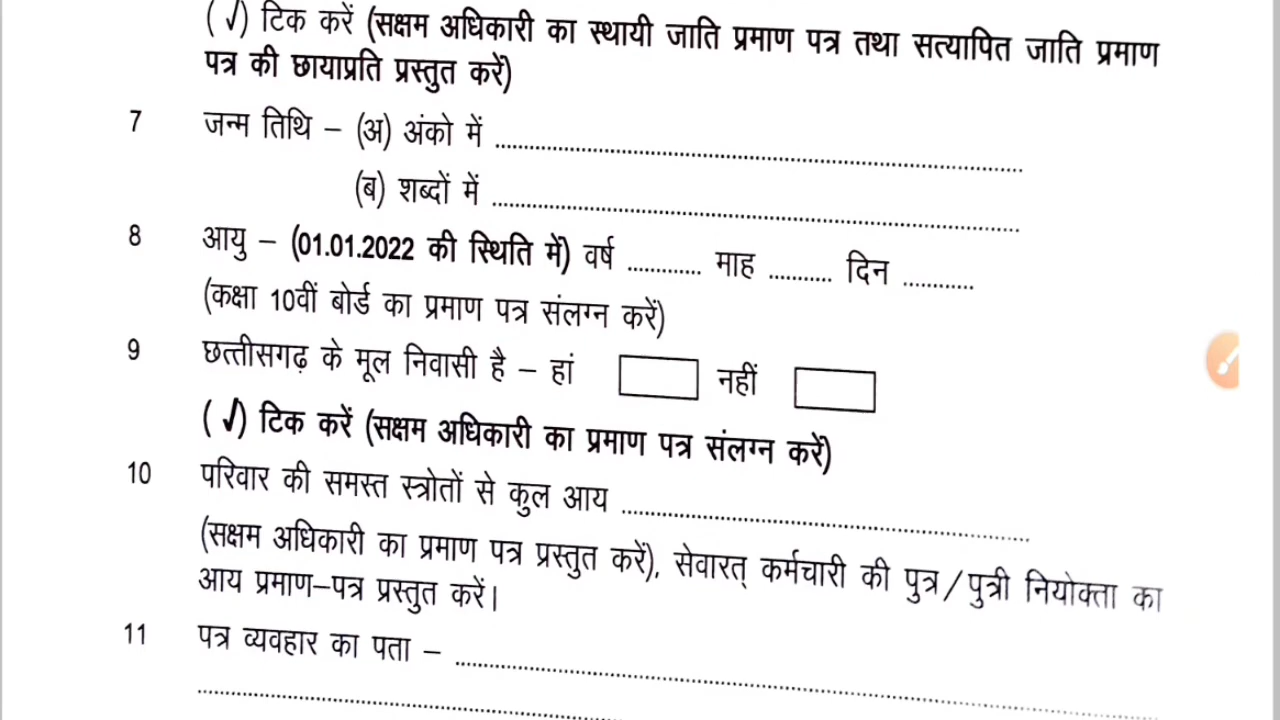 (√) टिक करें (सक्षम अधिकारी का स्थायी जाति प्रमाण पत्र तथा सत्यापित जाति प्रमाण
पत्र की छायाप्रति प्रस्तुत करें)
7 जन्म तिथि – (अ) अंको में ....................
(ब) शब्दों में ....................
8 आयु – (01.01.2022 की स्थिति में) वर्ष ............. माह ........... दिन ............
(कक्षा 10वीं बोर्ड का प्रमाण पत्र संलग्न करें)
9 छत्तीसगढ़ के मूल निवासी है – हां नहीं
(√) टिक करें (सक्षम अधिकारी का प्रमाण पत्र संलग्न करें)
10 परिवार की समस्त स्त्रोतों से कुल आय ....................
(सक्षम अधिकारी का प्रमाण पत्र प्रस्तुत करें), सेवारत् कर्मचारी की पुत्र/पुत्री नियोक्ता का
आय प्रमाण–पत्र प्रस्तुत करें।
11 पत्र व्यवहार का पता – ....................
....................